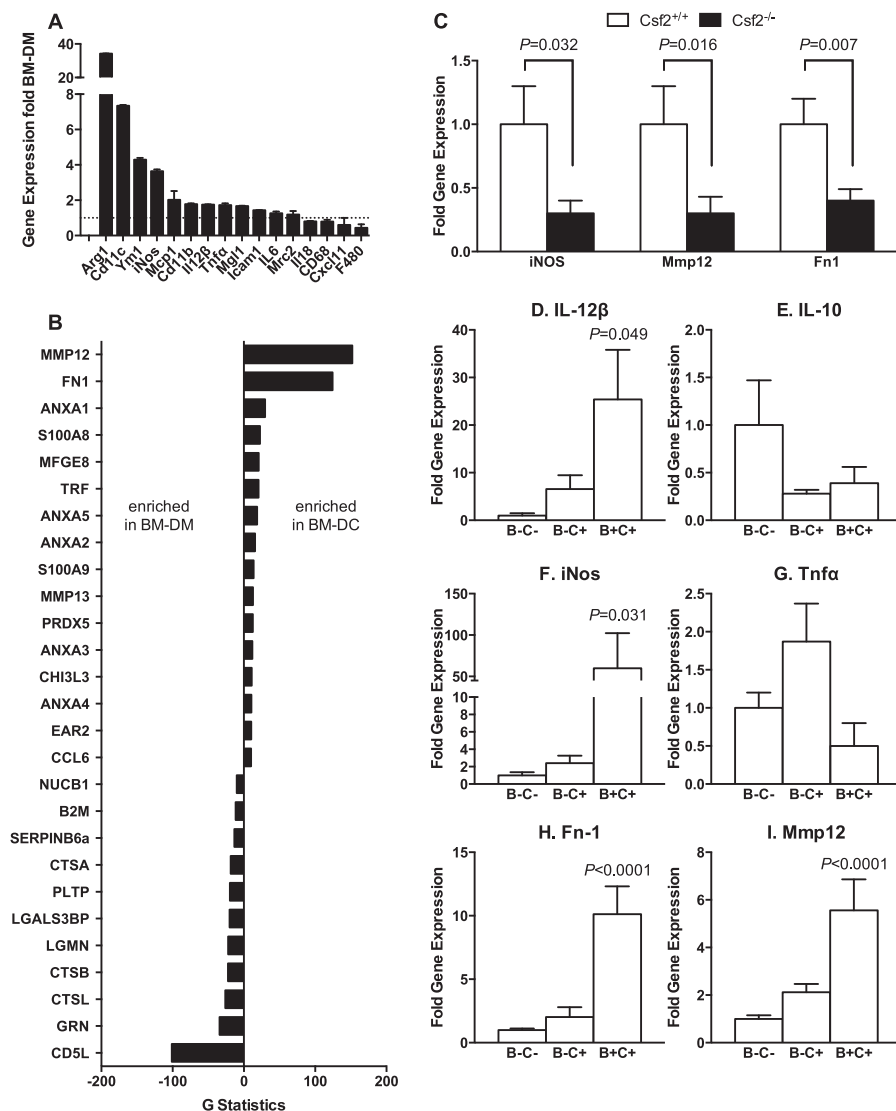 A
Gene Expression fold BM-DM
40
30
20
8
6
4
2
0
Arg1
Cd11c
Ym1
iNos
Mcp1
Cd11b
Il12β
Tnfα
Mgl1
Icam1
IL6
Mrc2
Il18
CD68
Cxcl11
F480
B
MMP12
FN1
ANXA1
S100A8
MFGE8
TRF
ANXA5
ANXA2
S100A9
MMP13
PRDX5
ANXA3
CHI3L3
ANXA4
EAR2
CCL6
NUCB1
B2M
SERPINB6a
CTSA
PLTP
LGALS3BP
LGMN
CTSB
CTSL
GRN
CD5L
enriched
in BM-DM
enriched
in BM-DC
-200 -100 0 100 200
G Statistics
C
Csf2+/+ Csf2-/-
P=0.032 P=0.016 P=0.007
Fold Gene Expression
1.5
1.0
0.5
0.0
iNOS Mmp12 Fn1
D. IL-12β
P=0.049
Fold Gene Expression
40
30
20
10
0
B-C- B-C+ B+C+
E. IL-10
Fold Gene Expression
2.0
1.5
1.0
0.5
0.0
B-C- B-C+ B+C+
F. iNos
P=0.031
Fold Gene Expression
150
100
50
10
8
6
4
2
0
B-C- B-C+ B+C+
G. Tnfα
Fold Gene Expression
2.5
2.0
1.5
1.0
0.5
0.0
B-C- B-C+ B+C+
H. Fn-1
P<0.0001
Fold Gene Expression
15
10
5
0
B-C- B-C+ B+C+
I. Mmp12
P<0.0001
Fold Gene Expression
8
6
4
2
0
B-C- B-C+ B+C+